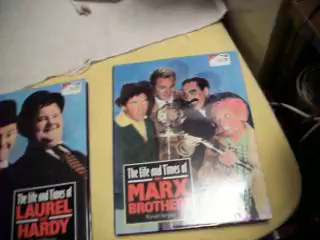 The Life and Times of
LAUREL
HARDY
The Life and Times of
THE
MARX
BROTHERS